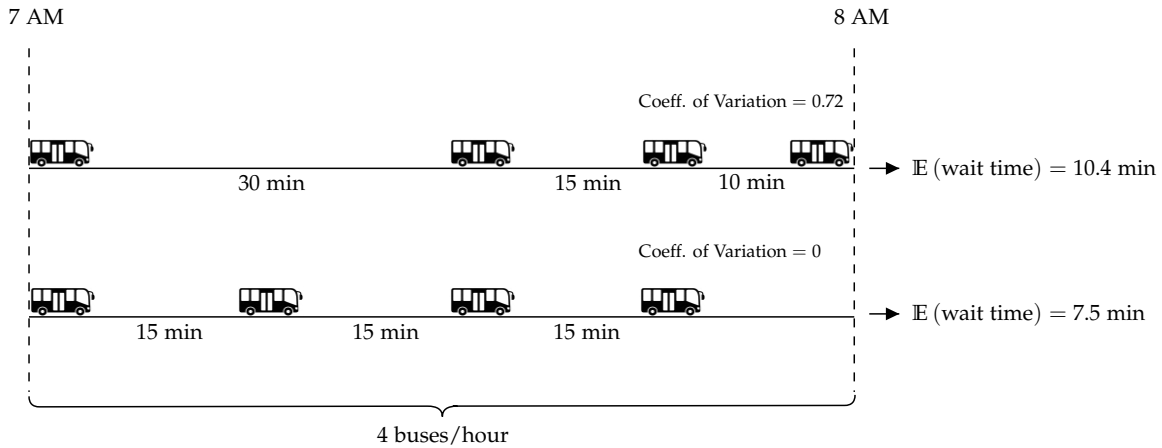 7 AM
8 AM
Coeff. of Variation = 0.72
30 min
15 min
10 min
𝔼 (wait time) = 10.4 min
Coeff. of Variation = 0
15 min
15 min
15 min
𝔼 (wait time) = 7.5 min
4 buses/hour